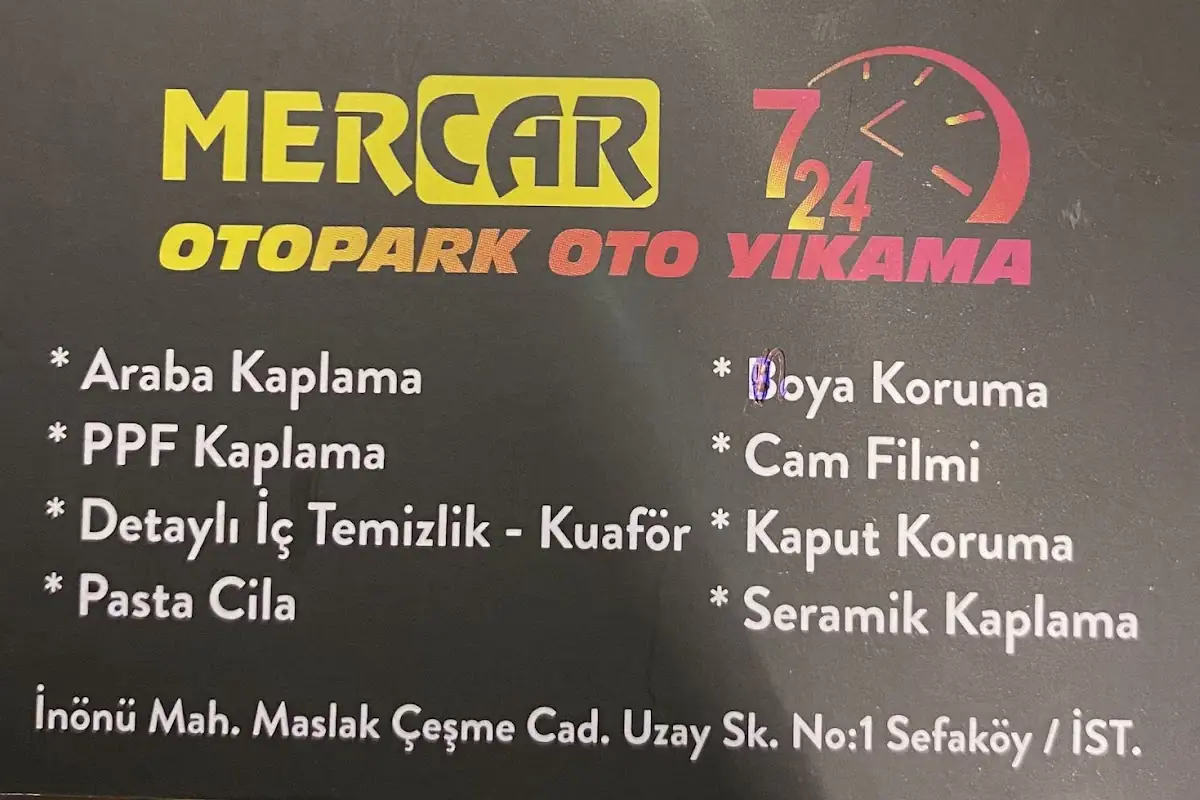 MERCAR
7
24
OTOPARK OTO YIKAMA
* Araba Kaplama
* PPF Kaplama
* Detaylı İç Temizlik - Kuaför
* Pasta Cila
* Boya Koruma
* Cam Filmi
* Kaput Koruma
* Seramik Kaplama
İnönü Mah. Maslak Çeşme Cad. Uzay Sk. No:1 Sefaköy / İST.